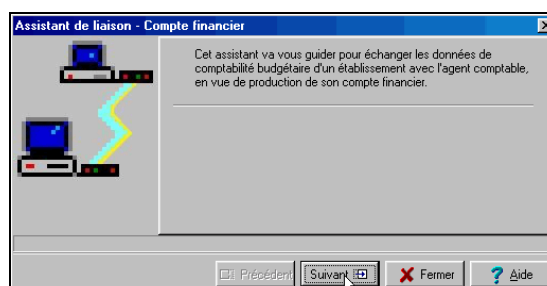 Assistant de liaison - Compte financier
Cet assistant va vous guider pour échanger les données de
comptabilité budgétaire d'un établissement avec l'agent comptable,
en vue de production de son compte financier.
Précédent Suivant Fermer ? Aide